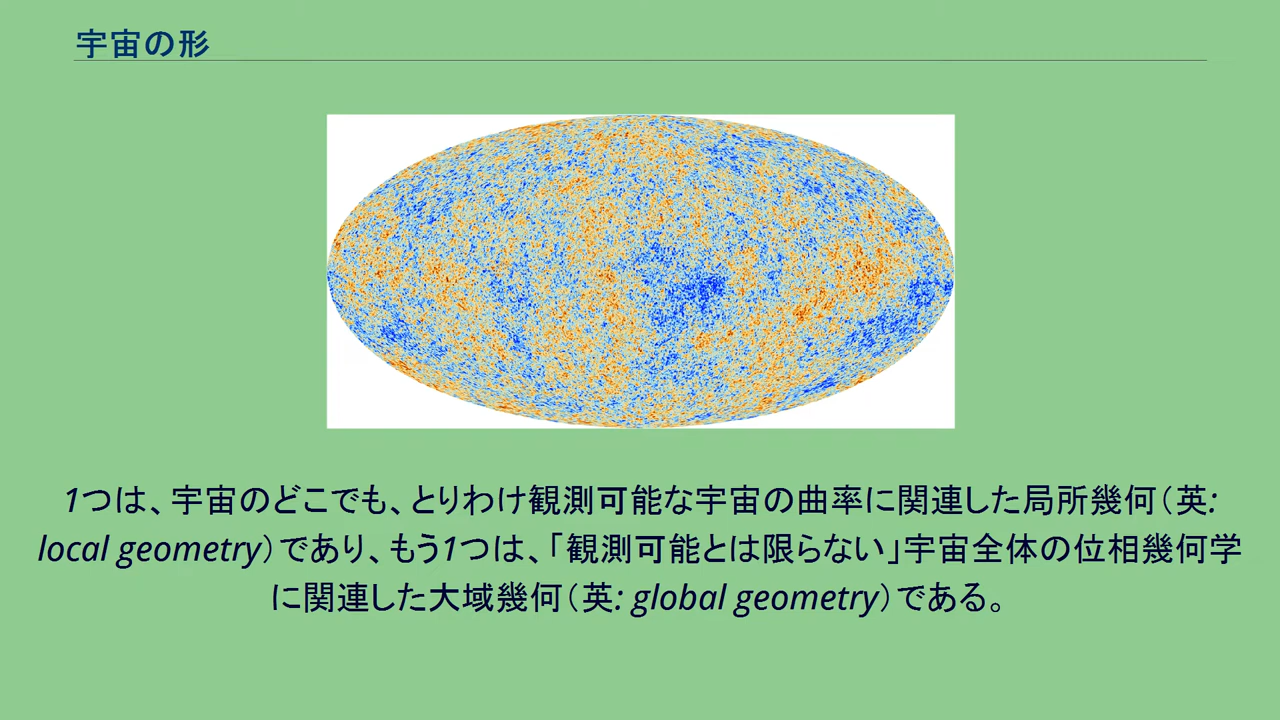 宇宙の形
1つは、宇宙のどこでも、とりわけ観測可能な宇宙の曲率に関連した局所幾何（英:
local geometry）であり、もう1つは、「観測可能とは限らない」宇宙全体の位相幾何学
に関連した大域幾何（英: global geometry）である。